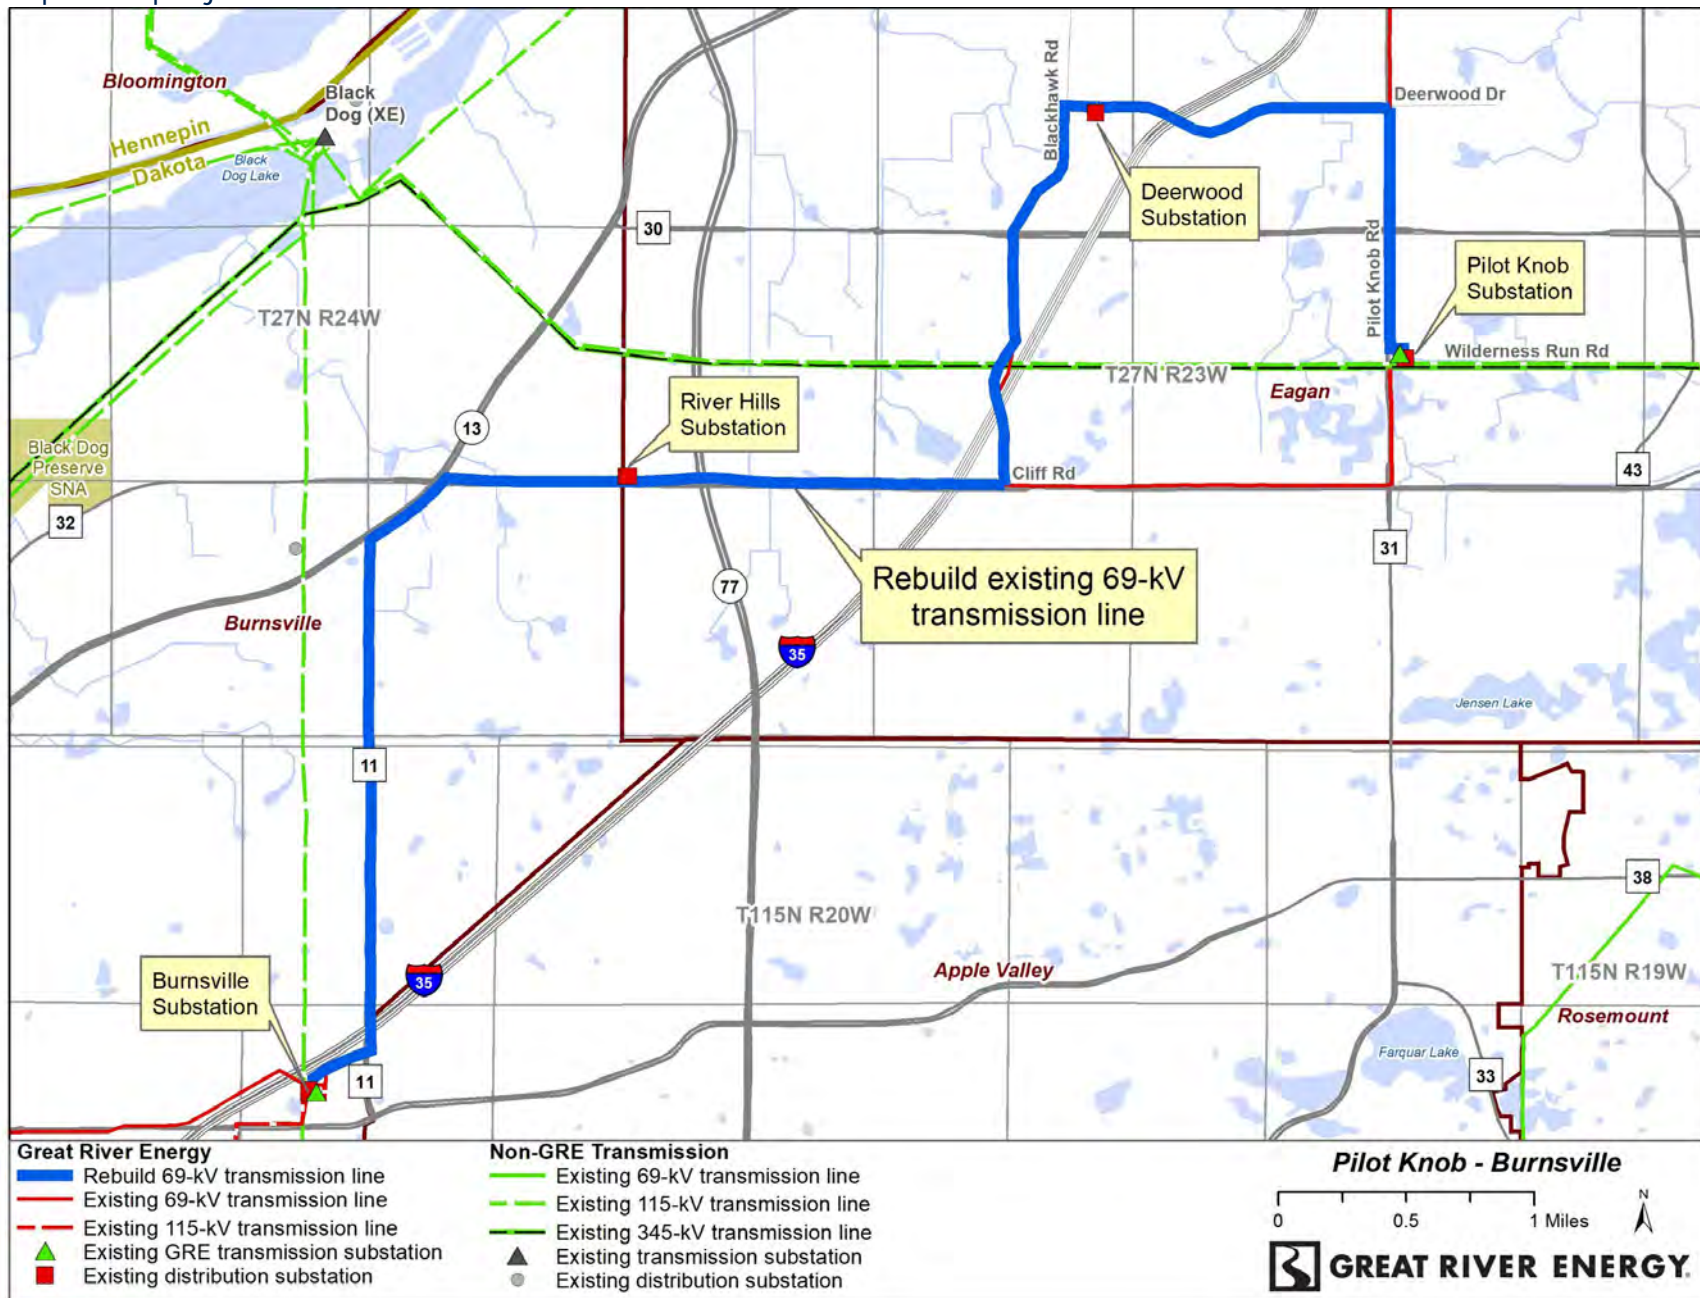 Bloomington
Black
Dog (XE)
Hennepin
Dakota
Black
Dog Lake
Blackhawk Rd
Deerwood Dr
Deerwood
Substation
30
Pilot Knob Rd
Pilot Knob
Substation
T27N R24W
Wilderness Run Rd
T27N R23W
Eagan
River Hills
Substation
13
Black Dog
Preserve
SNA
32
Cliff Rd
43
31
Rebuild existing 69-kV
transmission line
77
Burnsville
35
Jensen Lake
11
38
T115N R20W
Apple Valley
T115N R19W
35
Burnsville
Substation
Rosemount
Farquar Lake
33
11
Great River Energy
Rebuild 69-kV transmission line
Existing 69-kV transmission line
Existing 115-kV transmission line
Existing GRE transmission substation
Existing distribution substation
Non-GRE Transmission
Existing 69-kV transmission line
Existing 115-kV transmission line
Existing 345-kV transmission line
Existing transmission substation
Existing distribution substation
Pilot Knob - Burnsville
0 0.5 1 Miles
N
GREAT RIVER ENERGY.